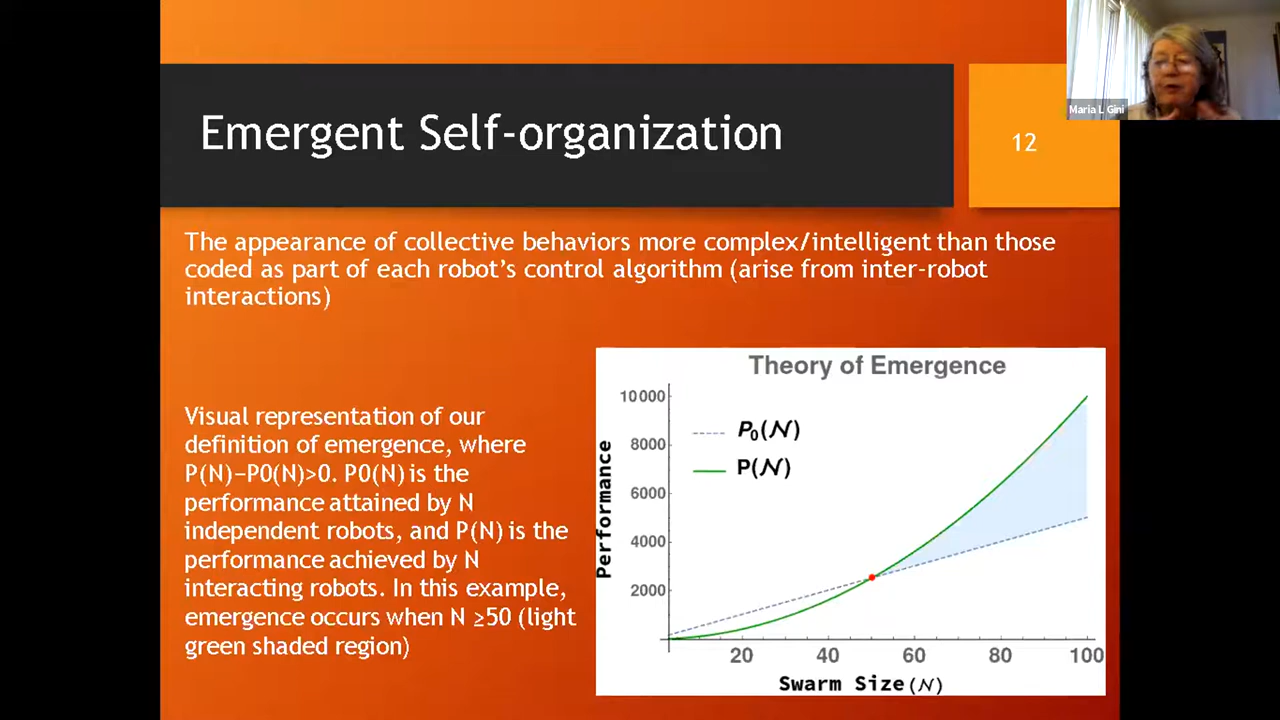 Maria L Gini
Emergent Self-organization
12
The appearance of collective behaviors more complex/intelligent than those
coded as part of each robot's control algorithm (arise from inter-robot
interactions)
Visual representation of our
definition of emergence, where
P(N)−P0(N)>0. P0(N) is the
performance attained by N
independent robots, and P(N) is the
performance achieved by N
interacting robots. In this example,
emergence occurs when N ≥50 (light
green shaded region)
Theory of Emergence
10000
8000
6000
4000
2000
Performance
P₀(𝒩)
P(𝒩)
20 40 60 80 100
Swarm Size(𝒩)